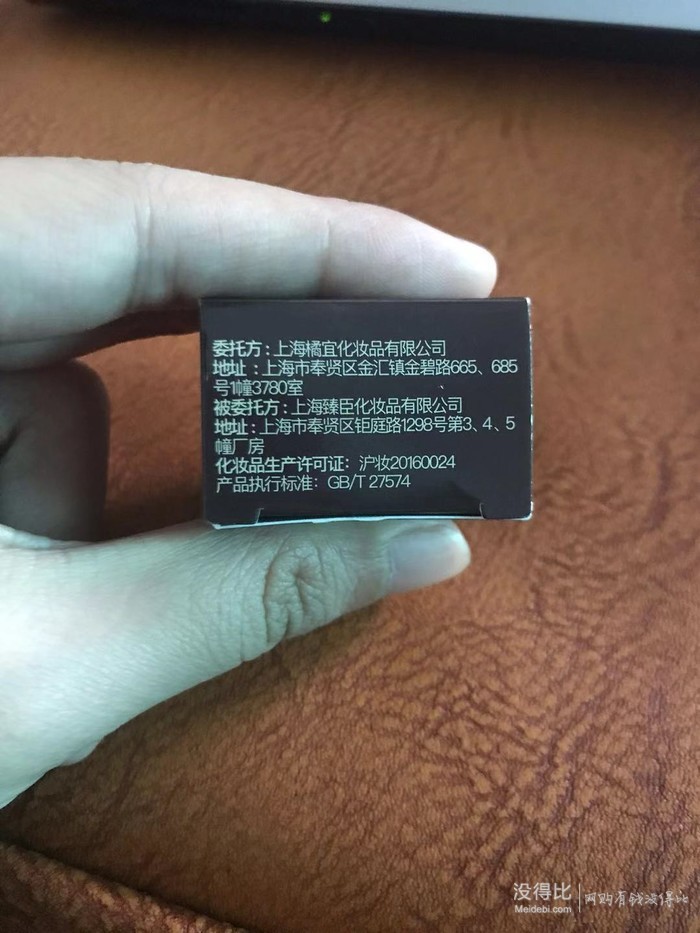 委托方：上海橘宜化妆品有限公司
地址：上海市奉贤区金汇镇金碧路665、685
号1幢3780室
被委托方：上海臻臣化妆品有限公司
地址：上海市奉贤区钜庭路1298号第3、4、5
幢厂房
化妆品生产许可证：沪妆20160024
产品执行标准：GB/T 27574
没得比 网购有钱没得比
Meidebi.com